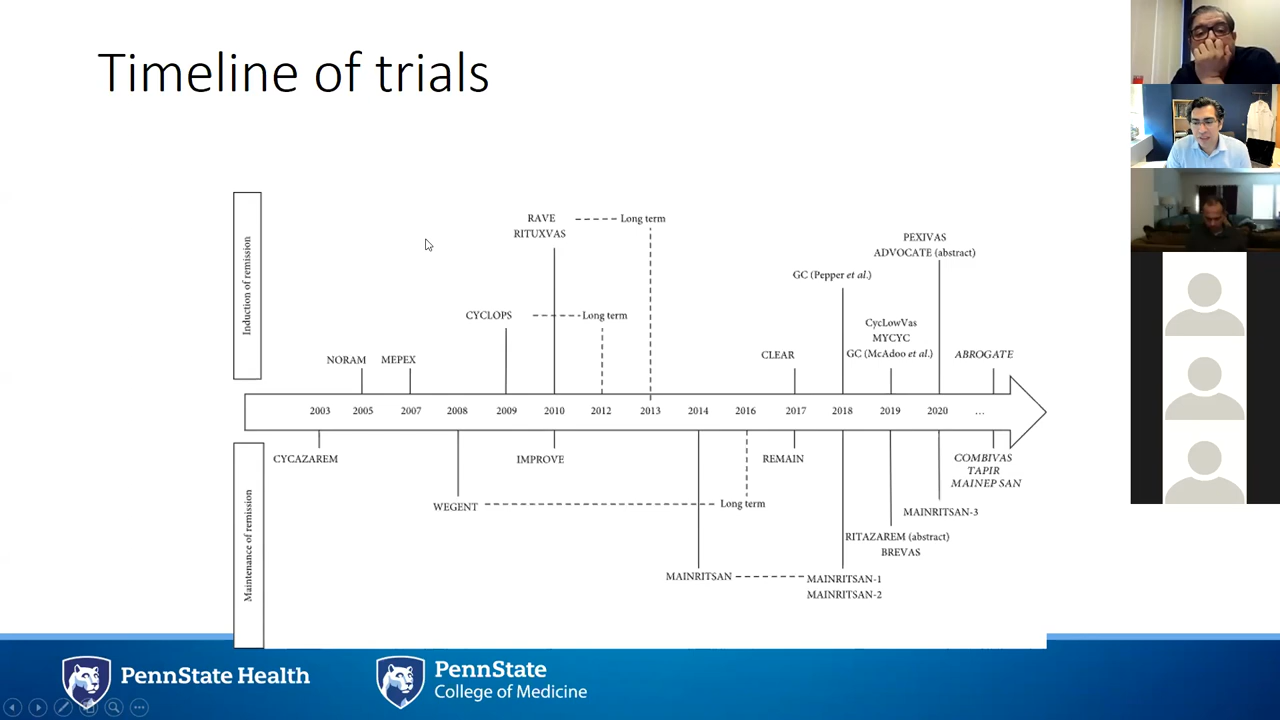 Timeline of trials
Induction of remission
RAVE
RITUXVAS
Long term
CYCLOPS
Long term
NORAM
MEPEX
CLEAR
GC (Pepper et al.)
CycLowVas
MYCYC
GC (McAdoo et al.)
PEXIVAS
ADVOCATE (abstract)
ABROGATE
2003
2005
2007
2008
2009
2010
2012
2013
2014
2016
2017
2018
2019
2020
...
Maintenance of remission
CYCAZAREM
WEGENT
IMPROVE
Long term
MAINRITSAN
REMAIN
MAINRITSAN-1
MAINRITSAN-2
RITAZAREM (abstract)
BREVAS
MAINRITSAN-3
COMBIVAS
TAPIR
MAINEP SAN
PennState Health
PennState
College of Medicine